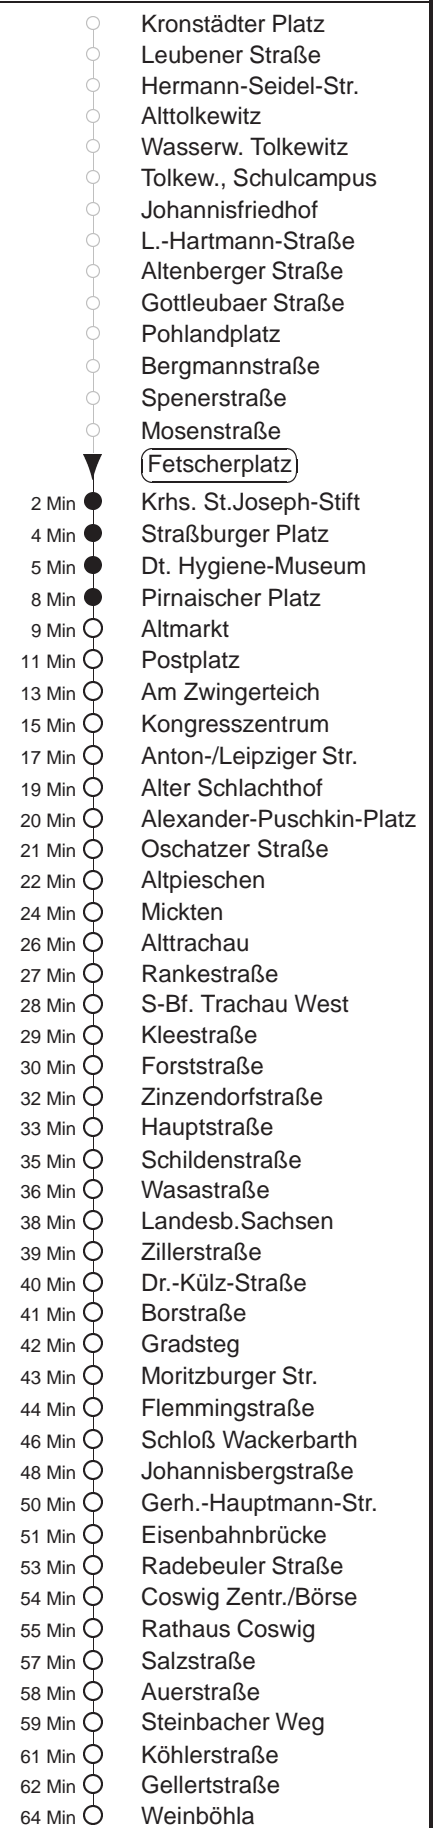 Kronstädter Platz
Leubener Straße
Hermann-Seidel-Str.
Alttolkewitz
Wasserw. Tolkewitz
Tolkew., Schulcampus
Johannisfriedhof
L.-Hartmann-Straße
Altenberger Straße
Gottleubaer Straße
Pohlandplatz
Bergmannstraße
Spenerstraße
Mosenstraße
Fetscherplatz
2 Min Krhs. St.Joseph-Stift
4 Min Straßburger Platz
5 Min Dt. Hygiene-Museum
8 Min Pirnaischer Platz
9 Min Altmarkt
11 Min Postplatz
13 Min Am Zwingerteich
15 Min Kongresszentrum
17 Min Anton-/Leipziger Str.
19 Min Alter Schlachthof
20 Min Alexander-Puschkin-Platz
21 Min Oschatzer Straße
22 Min Altpieschen
24 Min Mickten
26 Min Alttrachau
27 Min Rankestraße
28 Min S-Bf. Trachau West
29 Min Kleestraße
30 Min Forststraße
32 Min Zinzendorfstraße
33 Min Hauptstraße
35 Min Schildenstraße
36 Min Wasastraße
38 Min Landesb.Sachsen
39 Min Zillerstraße
40 Min Dr.-Külz-Straße
41 Min Borstraße
42 Min Gradsteg
43 Min Moritzburger Str.
44 Min Flemmingstraße
46 Min Schloß Wackerbarth
48 Min Johannisbergstraße
50 Min Gerh.-Hauptmann-Str.
51 Min Eisenbahnbrücke
53 Min Radebeuler Straße
54 Min Coswig Zentr./Börse
55 Min Rathaus Coswig
57 Min Salzstraße
58 Min Auerstraße
59 Min Steinbacher Weg
61 Min Köhlerstraße
62 Min Gellertstraße
64 Min Weinböhla